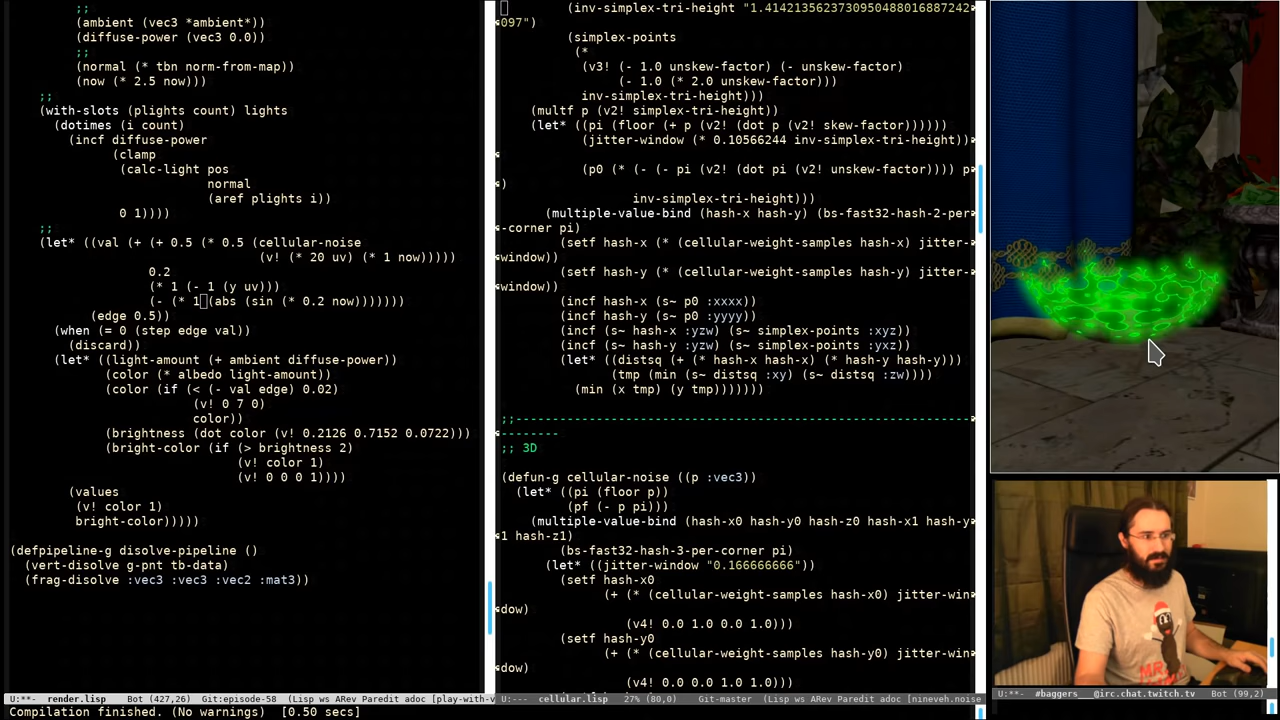 ;;
(ambient (vec3 *ambient*))
(diffuse-power (vec3 0.0))
;;
(normal (* tbn norm-from-map))
(now (* 2.5 now)))
;;
(with-slots (plights count) lights
(dotimes (i count)
(incf diffuse-power
(clamp
(calc-light pos
normal
(aref plights i))
0 1))))
;;
(let* ((val (+ (+ 0.5 (* 0.5 (cellular-noise
(v! (* 20 uv) (* 1 now)))))
0.2
(* 1 (- 1 (y uv)))
(- (* 1 (abs (sin (* 0.2 now)))))))
(edge 0.5))
(when (= 0 (step edge val))
(discard))
(let* ((light-amount (+ ambient diffuse-power))
(color (* albedo light-amount))
(color (if (< (- val edge) 0.02)
(v! 0 7 0)
color))
(brightness (dot color (v! 0.2126 0.7152 0.0722)))
(bright-color (if (> brightness 2)
(v! color 1)
(v! 0 0 0 1))))
(values
(v! color 1)
bright-color)))))
(defpipeline-g disolve-pipeline ()
(vert-disolve g-pnt tb-data)
(frag-disolve :vec3 :vec3 :vec2 :mat3))
U:**- render.lisp Bot (427,26) Git:episode-58 (Lisp ws ARev Paredit adoc [play-with-v
Compilation finished. (No warnings) [0.50 secs]
(inv-simplex-tri-height "1.41421356237309504880168872420
097")
(simplex-points
(*
(v3! (- 1.0 unskew-factor) (- unskew-factor)
(- 1.0 (* 2.0 unskew-factor)))
inv-simplex-tri-height)))
(multf p (v2! simplex-tri-height))
(let* ((pi (floor (+ p (v2! (dot p (v2! skew-factor))))))
(jitter-window (* 0.10566244 inv-simplex-tri-height))
(p0 (* (- (- pi (v2! (dot pi (v2! unskew-factor)))) p
)
inv-simplex-tri-height)))
(multiple-value-bind (hash-x hash-y) (bs-fast32-hash-2-per
-corner pi)
(setf hash-x (* (cellular-weight-samples hash-x) jitter-
window))
(setf hash-y (* (cellular-weight-samples hash-y) jitter-
window))
(incf hash-x (s~ p0 :xxxx))
(incf hash-y (s~ p0 :yyyy))
(incf (s~ hash-x :yzw) (s~ simplex-points :xyz))
(incf (s~ hash-y :yzw) (s~ simplex-points :yxz))
(let* ((distsq (+ (* hash-x hash-x) (* hash-y hash-y)))
(tmp (min (s~ distsq :xy) (s~ distsq :zw))))
(min (x tmp) (y tmp)))))))
;;----------------------------------------------------------------------
;; 3D
(defun-g cellular-noise ((p :vec3))
(let* ((pi (floor p))
(pf (- p pi)))
(multiple-value-bind (hash-x0 hash-y0 hash-z0 hash-x1 hash-y
1 hash-z1)
(bs-fast32-hash-3-per-corner pi)
(let* ((jitter-window "0.166666666"))
(setf hash-x0
(+ (* (cellular-weight-samples hash-x0) jitter-win
dow)
(v4! 0.0 1.0 0.0 1.0)))
(setf hash-y0
(+ (* (cellular-weight-samples hash-y0) jitter-win
dow)
(v4! 0.0 0.0 1.0 1.0)))
U:--- cellular.lisp 27% (80,0) Git-master (Lisp ws ARev Paredit adoc [nineveh.noise
U:**- #baggers___@irc.chat.twitch.tv Bot (99,2)